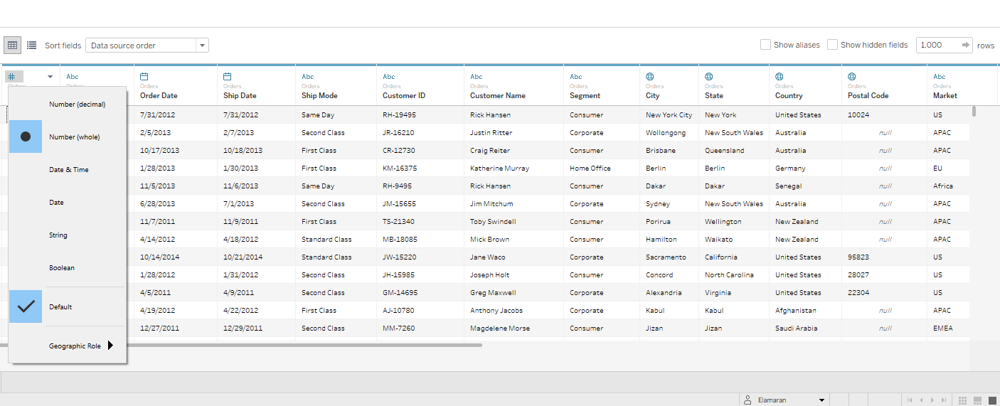 Sort fields Data source order Show aliases Show hidden fields 1,000 rows
# Abc Abc Abc Abc Abc Abc
Orders Orders Orders Orders Orders Orders Orders Orders Orders Orders Orders Orders Orders
Order Date Ship Date Ship Mode Customer ID Customer Name Segment City State Country Postal Code Market
Number (decimal)
Number (whole)
Date & Time
Date
String
Boolean
Default
Geographic Role
7/31/2012 7/31/2012 Same Day RH-19495 Rick Hansen Consumer New York City New York United States 10024 US
2/5/2013 2/7/2013 Second Class JR-16210 Justin Ritter Corporate Wollongong New South Wales Australia null APAC
10/17/2013 10/18/2013 First Class CR-12730 Craig Reiter Consumer Brisbane Queensland Australia null APAC
1/28/2013 1/30/2013 First Class KM-16375 Katherine Murray Home Office Berlin Berlin Germany null EU
11/5/2013 11/6/2013 Same Day RH-9495 Rick Hansen Consumer Dakar Dakar Senegal null Africa
6/28/2013 7/1/2013 Second Class JM-15655 Jim Mitchum Corporate Sydney New South Wales Australia null APAC
11/7/2011 11/9/2011 First Class TS-21340 Toby Swindell Consumer Porirua Wellington New Zealand null APAC
4/14/2012 4/18/2012 Standard Class MB-18085 Mick Brown Consumer Hamilton Waikato New Zealand null APAC
10/14/2014 10/21/2014 Standard Class JW-15220 Jane Waco Corporate Sacramento California United States 95823 US
1/28/2012 1/31/2012 Second Class JH-15985 Joseph Holt Consumer Concord North Carolina United States 28027 US
4/5/2011 4/9/2011 Second Class GM-14695 Greg Maxwell Corporate Alexandria Virginia United States 22304 US
4/19/2012 4/22/2012 First Class AJ-10780 Anthony Jacobs Corporate Kabul Kabul Afghanistan null APAC
12/27/2011 12/29/2011 Second Class MM-7260 Magdelene Morse Consumer Jizan Jizan Saudi Arabia null EMEA
Elamaran